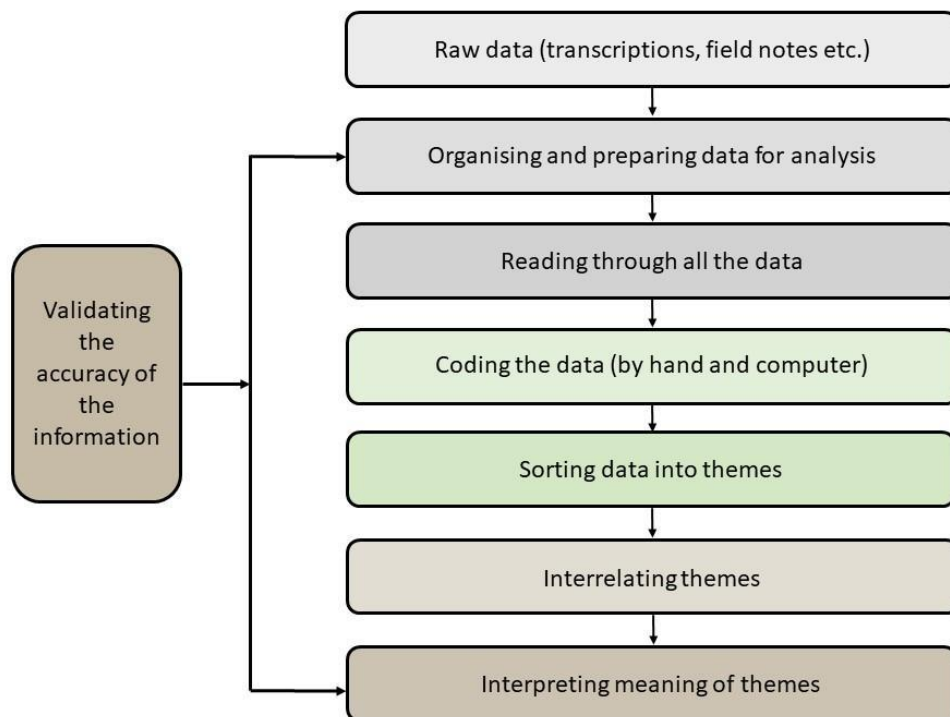 Raw data (transcriptions, field notes etc.)
Organising and preparing data for analysis
Reading through all the data
Validating
the
accuracy of
the
information
Coding the data (by hand and computer)
Sorting data into themes
Interrelating themes
Interpreting meaning of themes